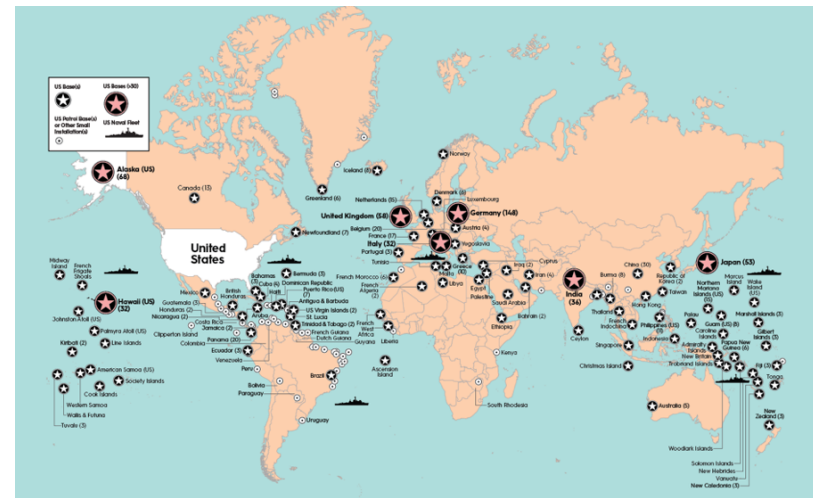 US Base(s)
US Bases (>30)
US Patrol Base(s)
or Other Small
Installation(s)
US Naval Fleet
Alaska (US)
(68)
Canada (13)
Greenland (6)
Iceland (8)
Norway
Netherlands (15)
Denmark (6)
Luxembourg
United Kingdom (58)
Germany (148)
Belgium (20)
Austria (4)
France (17)
Italy (32)
Yugoslavia
Portugal (3)
Newfoundland (7)
United
States
Midway
Island
French
Frigate
Shoals
Hawaii (US)
(32)
Johnston Atoll (US)
Palmyra Atoll (US)
Kiribati (2)
Line Islands
American Samoa (US)
Society Islands
Cook Islands
Western Samoa
Wallis & Futuna
Tuvalu (3)
Mexico
Guatemala (3)
Honduras (2)
Nicaragua (2)
British
Honduras
Costa Rica
Clipperton Island
Jamaica (2)
Colombia
Panama (20)
Ecuador (3)
Venezuela
Peru
Bolivia
Paraguay
Uruguay
Brazil
Bahamas
(3)
Cuba (4)
Haiti
Bermuda (3)
Dominican Republic
Puerto Rico (US)
(7)
Antigua & Barbuda
US Virgin Islands (2)
St. Lucia
Aruba
Trinidad & Tobago (2)
French Guiana
Dutch Guiana
Guyana
French Morocco (6)
Tunisia
French
Algeria
(2)
French
West
Africa
Liberia
Ascension
Island
Malta
Greece
Libya
Cyprus
Egypt
Palestine
Iraq (2)
Iran (4)
Saudi Arabia
Bahrain (2)
Ethiopia
Kenya
South Rhodesia
India
(36)
Ceylon
Burma (8)
China (30)
Thailand
French
Indochina
Singapore
Christmas Island
Hong Kong
Republic of
Korea (2)
Taiwan
Japan (53)
Philippines (US)
Indonesia
Northern
Mariana
Islands (US)
Marcus
Island
Wake
Island
(US)
Palau
Guam (US) (8)
Marshall Islands (3)
Caroline
Islands
Gilbert
Islands (3)
Admiralty
Islands
Papua New
Guinea (6)
New Britain
Trobriand Islands
Fiji (3)
Tonga
Australia (5)
New
Zealand (3)
Woodlark Islands
Solomon Islands
New Hebrides
Vanuatu
New Caledonia (3)